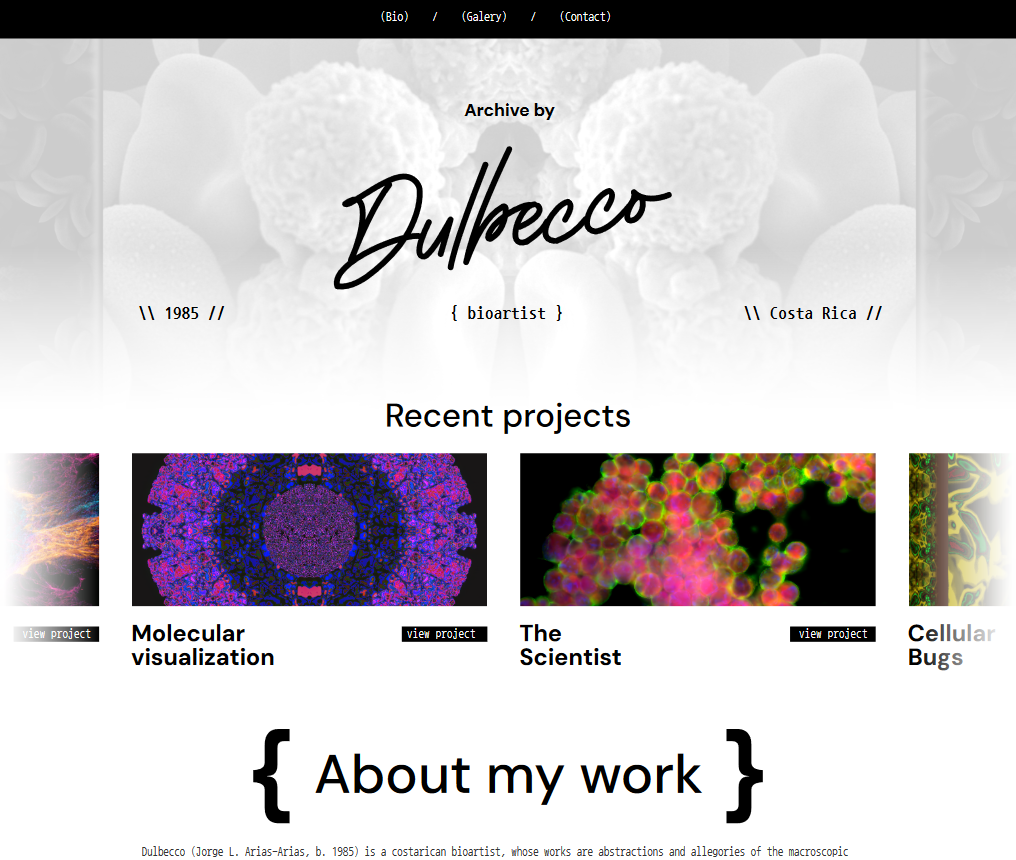 (Bio) / (Galery) / (Contact)
Archive by
Dulbecco
\\ 1985 // { bioartist } \\ Costa Rica //
Recent projects
view project
Molecular
visualization
view project
The
Scientist
view project
Cellular
Bugs
{ About my work }
Dulbecco (Jorge L. Arias-Arias, b. 1985) is a costarican bioartist, whose works are abstractions and allegories of the macroscopic